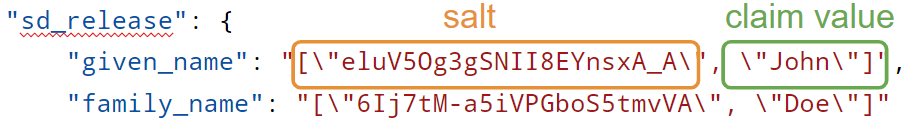 salt claim value
"sd_release": {
"given_name": "[\"eluV5Og3gSNII8EYnsxA_A\", \"John\"]",
"family_name": "[\"6Ij7tM-a5iVPGboS5tmvVA\", \"Doe\"]"